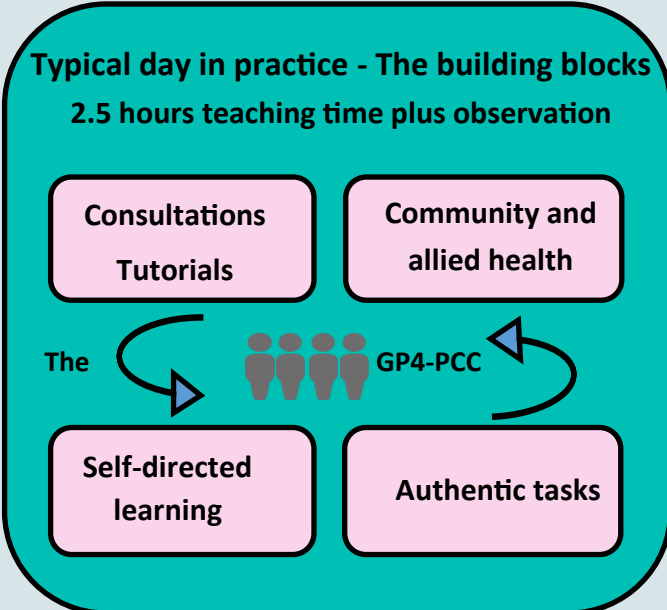 Typical day in practice - The building blocks
2.5 hours teaching time plus observation
Consultations
Tutorials
Community and
allied health
The
GP4-PCC
Self-directed
learning
Authentic tasks